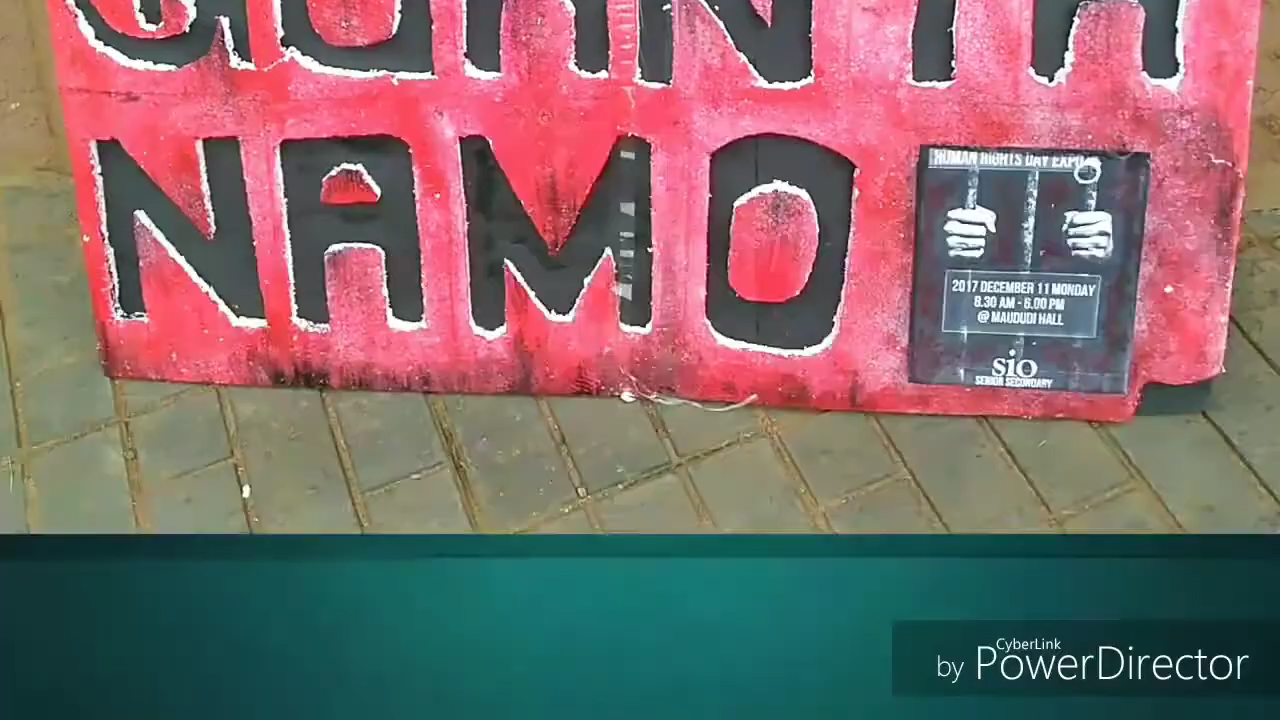 GUANTA
NAMO
HUMAN RIGHTS DAY EXPO
2017 DECEMBER 11 MONDAY
8.30 AM - 6.00 PM
@ MAUDUDI HALL
sio
SENIOR SECONDARY
CyberLink
by PowerDirector